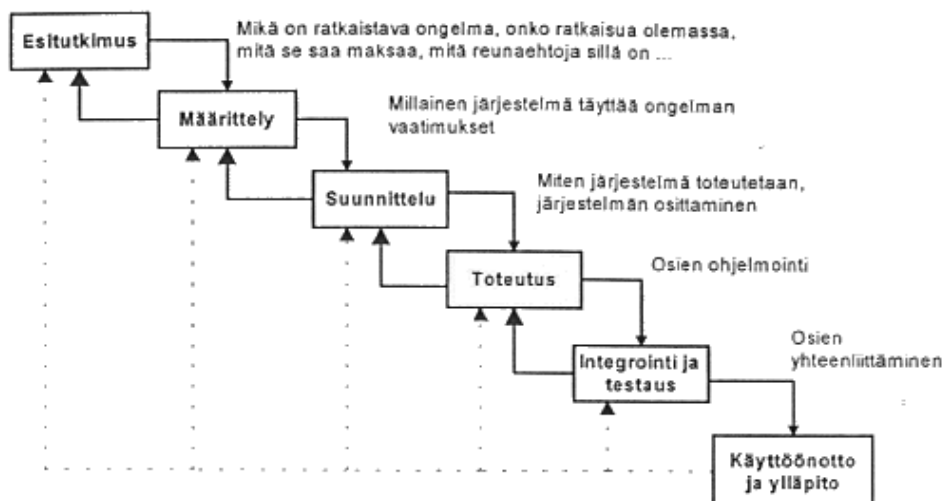 Esitutkimus
Mikä on ratkaistava ongelma, onko ratkaisua olemassa,
mitä se saa maksaa, mitä reunaehtoja sillä on ...
Määrittely
Millainen järjestelmä täyttää ongelman
vaatimukset
Suunnittelu
Miten järjestelmä toteutetaan,
järjestelmän osittaminen
Toteutus
Osien ohjelmointi
Integrointi ja
testaus
Osien
yhteenliittäminen
Käyttöönotto
ja ylläpito